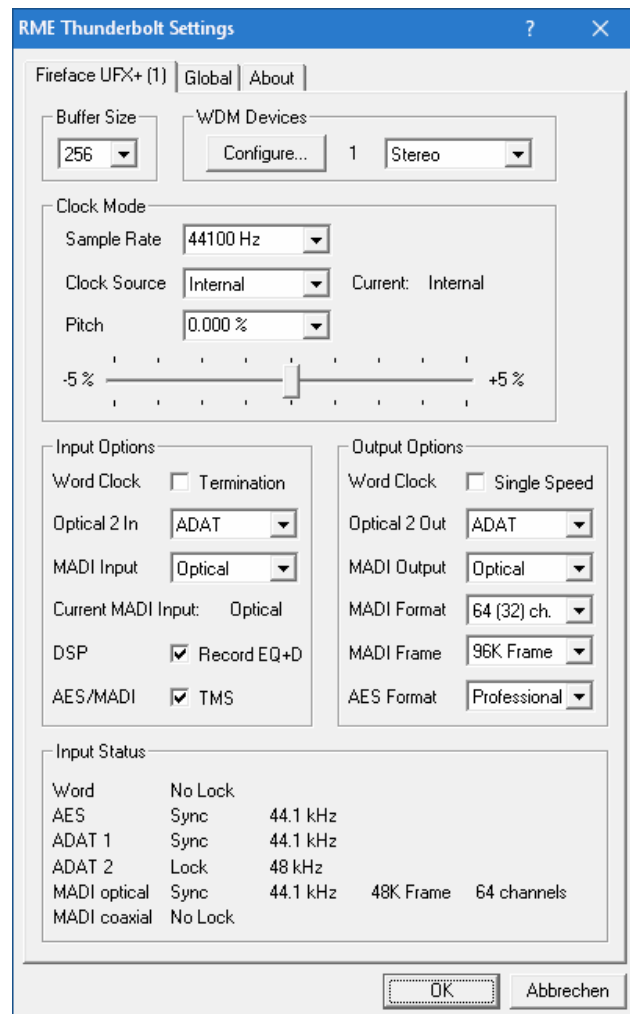 RME Thunderbolt Settings ? ×
Fireface UFX+ (1) Global About
Buffer Size WDM Devices
256 Configure... 1 Stereo
Clock Mode
Sample Rate 44100 Hz
Clock Source Internal Current: Internal
Pitch 0.000 %
-5 % +5 %
Input Options Output Options
Word Clock Termination Word Clock Single Speed
Optical 2 In ADAT Optical 2 Out ADAT
MADI Input Optical MADI Output Optical
Current MADI Input: Optical MADI Format 64 (32) ch.
DSP Record EQ+D MADI Frame 96K Frame
AES/MADI TMS AES Format Professional
Input Status
Word No Lock
AES Sync 44.1 kHz
ADAT 1 Sync 44.1 kHz
ADAT 2 Lock 48 kHz
MADI optical Sync 44.1 kHz 48K Frame 64 channels
MADI coaxial No Lock
OK Abbrechen